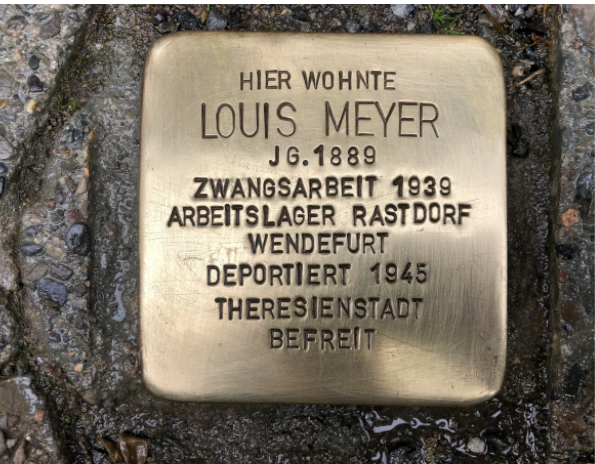 HIER WOHNTE
LOUIS MEYER
JG.1889
ZWANGSARBEIT 1939
ARBEITSLAGER RASTDORF
WENDEFURT
DEPORTIERT 1945
THERESIENSTADT
BEFREIT